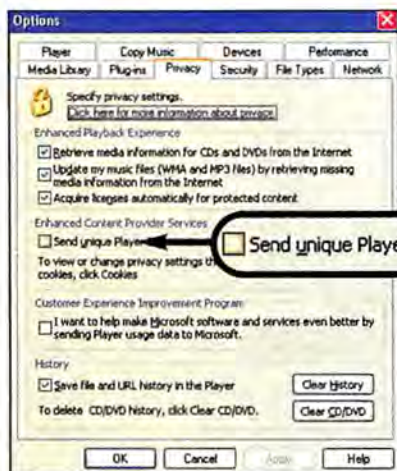 Options
Player Copy Music Devices Performance
Media Library Plug-ins Privacy Security File Types Network
Specify privacy settings.
Click here for more information about privacy
Enhanced Playback Experience
Retrieve media information for CDs and DVDs from the Internet
Update my music files (WMA and MP3 files) by retrieving missing
media information from the Internet
Acquire licenses automatically for protected content
Enhanced Content Provider Services
Send unique Player
Send unique Playe
To view or change privacy settings th
cookies, click Cookies
Customer Experience Improvement Program
I want to help make Microsoft software and services even better by
sending Player usage data to Microsoft.
History
Save file and URL history in the Player
Clear History
To delete CD/DVD history, click Clear CD/DVD.
Clear CD/DVD
OK Cancel Apply Help